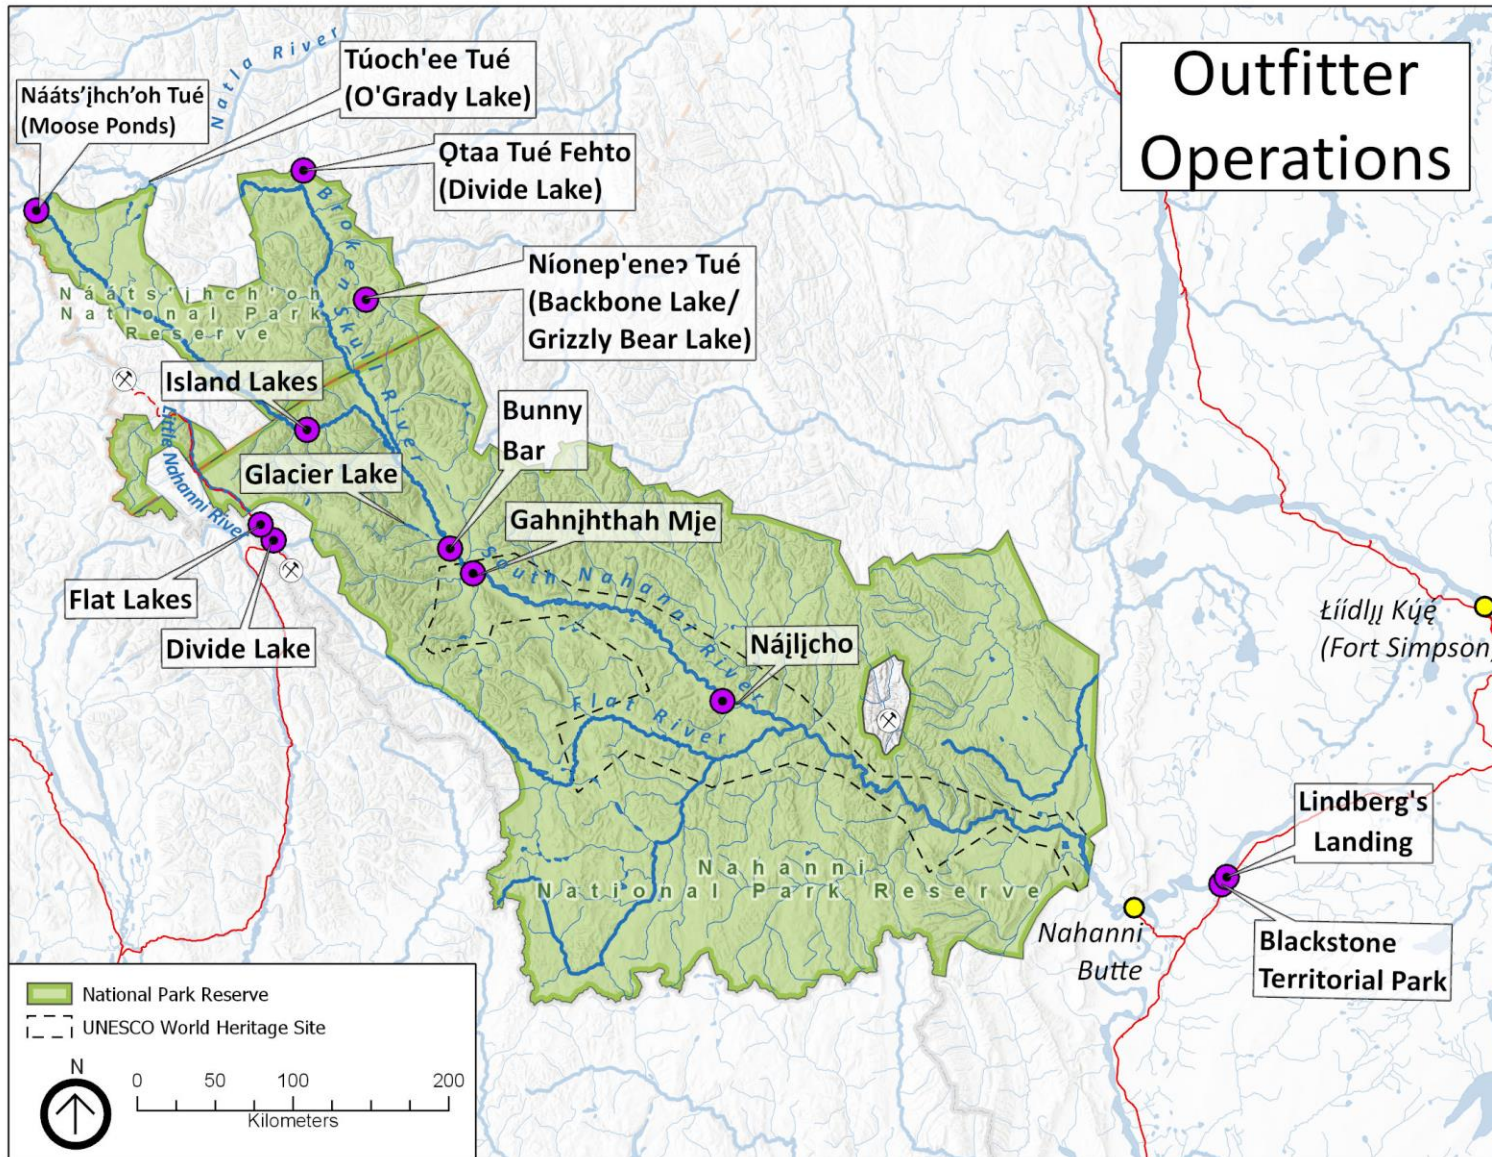 Outfitter
Operations
Natla River
Nááts'įhch'oh Tué
(Moose Ponds)
Túoch'ee Tué
(O'Grady Lake)
Ǫtaa Tué Fehto
(Divide Lake)
Níonep'eneɂ Tué
(Backbone Lake/
Grizzly Bear Lake)
Broken Skull River
Nááts'įhch'oh
National Park
Reserve
Island Lakes
Bunny
Bar
Little Nahanni River
Glacier Lake
Gahnįhthah Mįe
South Nahanni River
Flat Lakes
Divide Lake
Náįlįcho
Flat River
Łíídlįį Kų́ę́
(Fort Simpson)
Lindberg's
Landing
Nahanni
National Park Reserve
Nahanni
Butte
Blackstone
Territorial Park
National Park Reserve
UNESCO World Heritage Site
N
0 50 100 200
Kilometers